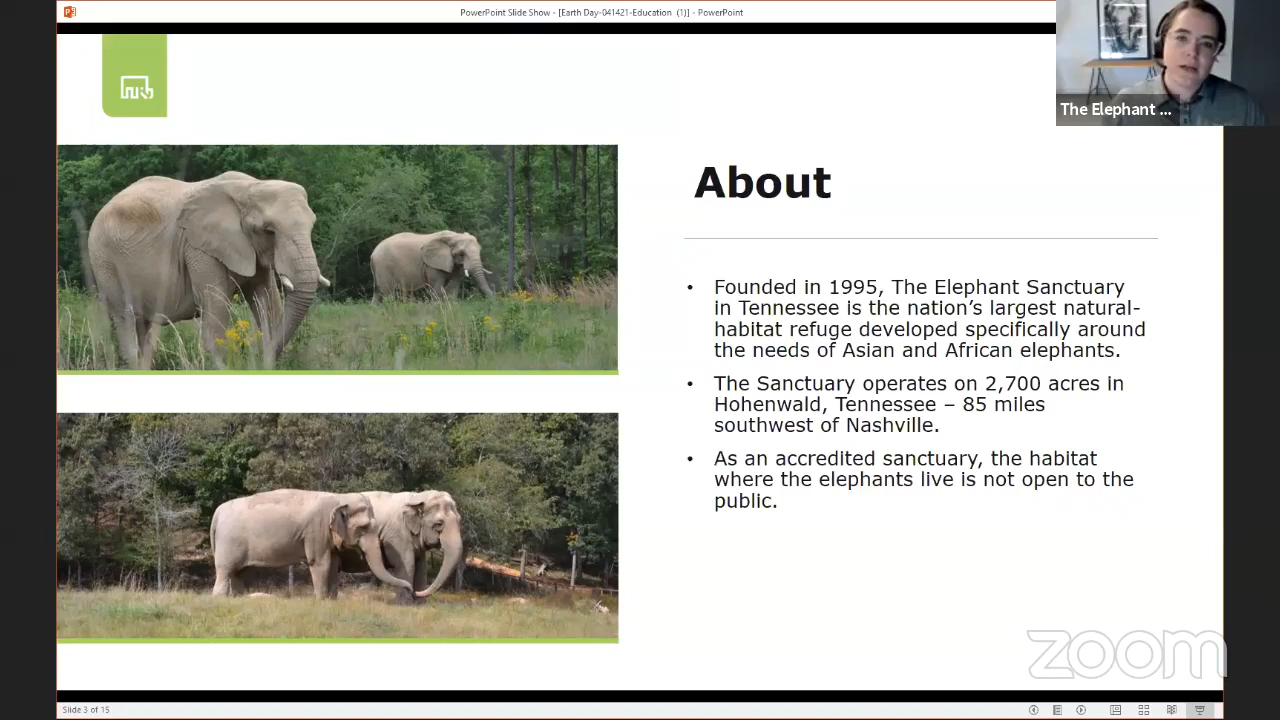 PowerPoint Slide Show - [Earth Day-041421-Education (1)] - PowerPoint
The Elephant ...
About
• Founded in 1995, The Elephant Sanctuary
in Tennessee is the nation’s largest natural-
habitat refuge developed specifically around
the needs of Asian and African elephants.
• The Sanctuary operates on 2,700 acres in
Hohenwald, Tennessee – 85 miles
southwest of Nashville.
• As an accredited sanctuary, the habitat
where the elephants live is not open to the
public.
zoom
Slide 3 of 15